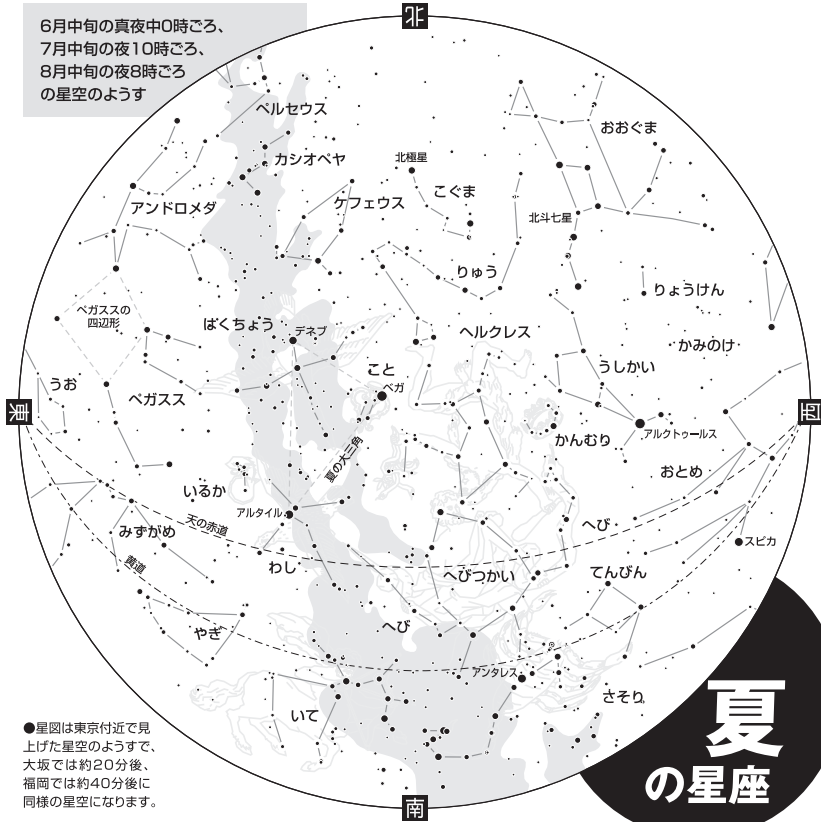 6月中旬の真夜中0時ごろ、
7月中旬の夜10時ごろ、
8月中旬の夜8時ごろ
の星空のようす
北
ペルセウス
おおぐま
カシオペヤ
北極星
こぐま
アンドロメダ
ケフェウス
北斗七星
りゅう
りょうけん
ペガススの
四辺形
はくちょう
デネブ
ヘルクレス
かみのけ
うしかい
こと
ベガ
うお
ペガスス
東
西
アルクトゥールス
かんむり
夏の大三角
おとめ
いるか
アルタイル
天の赤道
へび
みずがめ
スピカ
黄道
わし
へびつかい
てんびん
へび
やぎ
アンタレス
さそり
いて
夏
の星座
●星図は東京付近で見
上げた星空のようすで、
大坂では約20分後、
福岡では約40分後に
同様の星空になります。
南